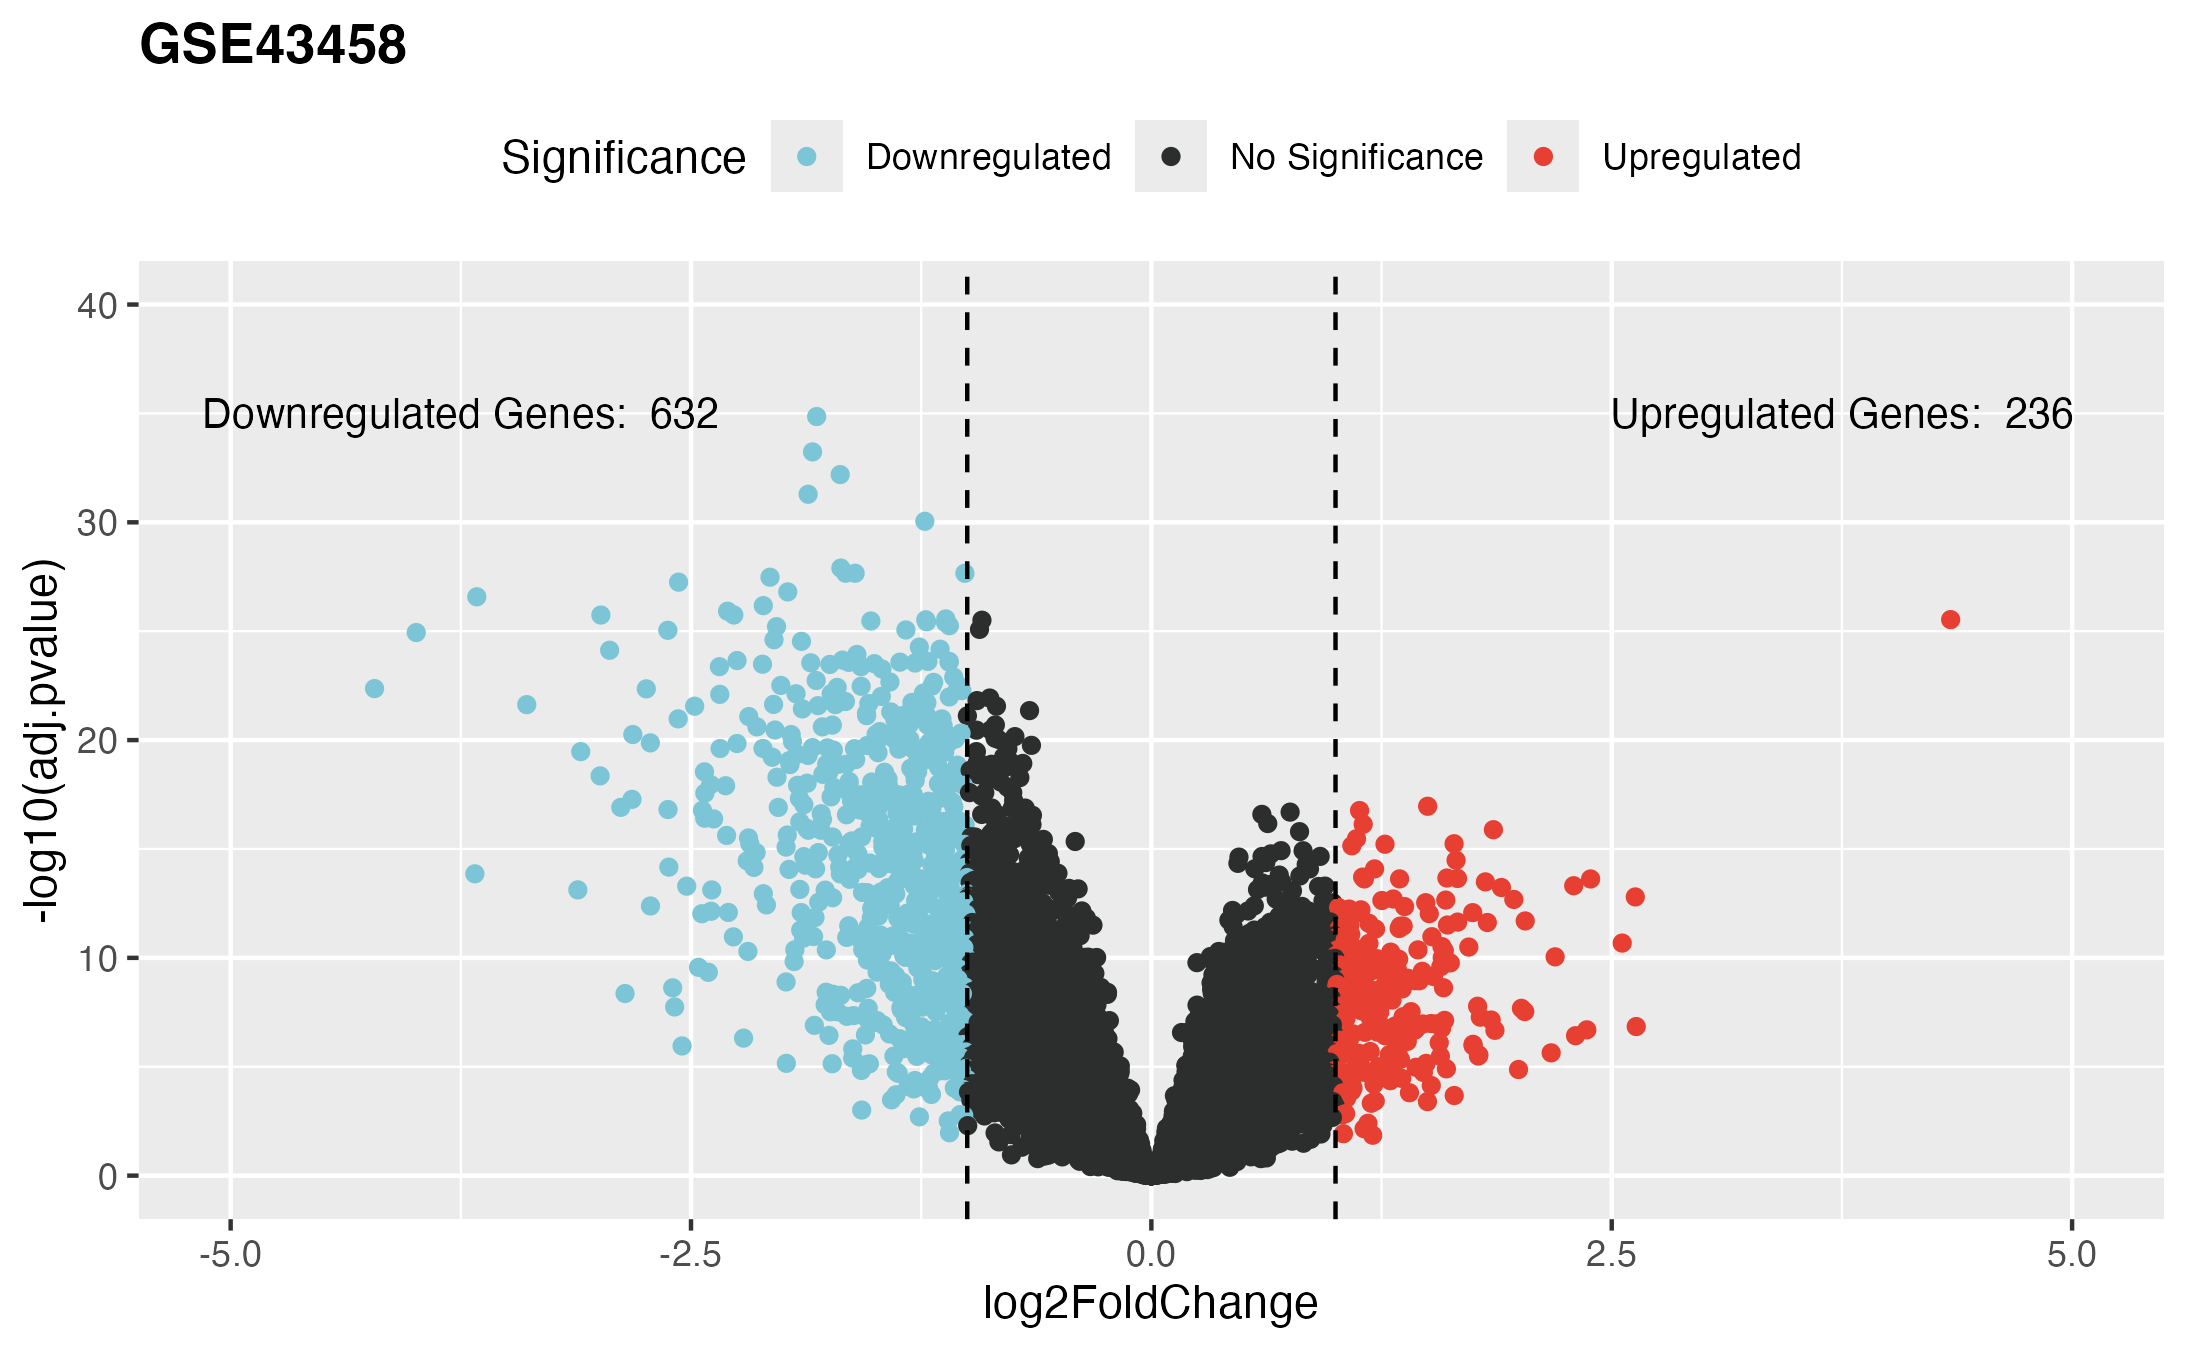 GSE43458
Significance Downregulated No Significance Upregulated
40
Downregulated Genes: 632 Upregulated Genes: 236
30
20
10
0
-log10(adj.pvalue)
-5.0 -2.5 0.0 2.5 5.0
log2FoldChange